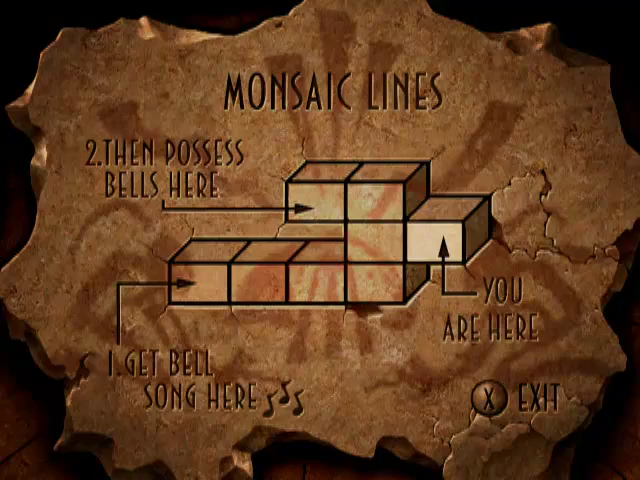 MONSAIC LINES
2.THEN POSSESS
BELLS HERE
YOU
ARE HERE
1.GET BELL
SONG HERE
X EXIT